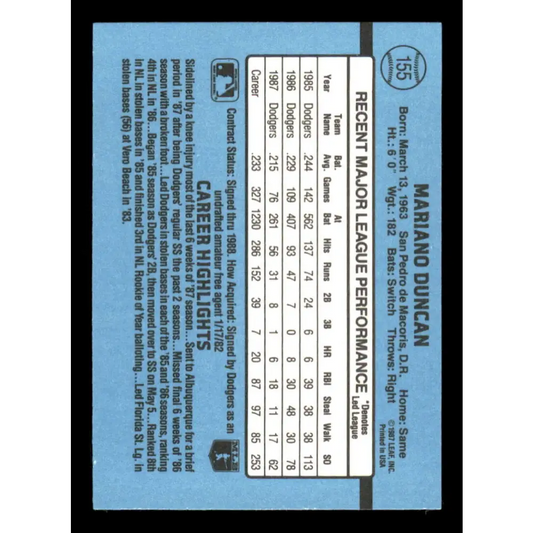 155
MARIANO DUNCAN
Born: March 13, 1963 San Pedro de Macoris, D.R. Home: Same
Ht.: 6'0" Wgt.: 182 Bats: Switch Throws: Right
© 1987 LEAF, INC.
Printed in USA
RECENT MAJOR LEAGUE PERFORMANCE
*Denotes
Led League
Year Team Name Bat. Avg. Games At Bat Hits Runs 2B 3B HR RBI Steal Walk SO
1985 Dodgers .244 142 562 137 74 24 6 6 39 38 38 113
1986 Dodgers .229 109 407 93 47 7 0 8 30 48 30 78
1987 Dodgers .215 76 261 56 31 8 1 6 18 11 17 62
Career .233 327 1230 286 152 39 7 20 87 97 85 253
Contract Status: Signed thru 1988. How Acquired: Signed by Dodgers as an
undrafted amateur free agent 1/17/82
MLB
CAREER HIGHLIGHTS
Sidelined by a knee injury most of the last 6 weeks of '87 season...Sent to Albuquerque for a brief
period in '87 after being Dodgers' regular SS the past 2 seasons...Missed final 6 weeks of '86
season with a broken foot...Led Dodgers in stolen bases in each of the '85 and '86 seasons, ranking
4th in NL in '86...Began '85 season as Dodgers' 2B, then moved over to SS on May 5...Ranked 8th
in NL in stolen bases in '85 and finished 3rd in NL Rookie of Year balloting...Led Florida St. Lg. in
stolen bases (56) at Vero Beach in '83.